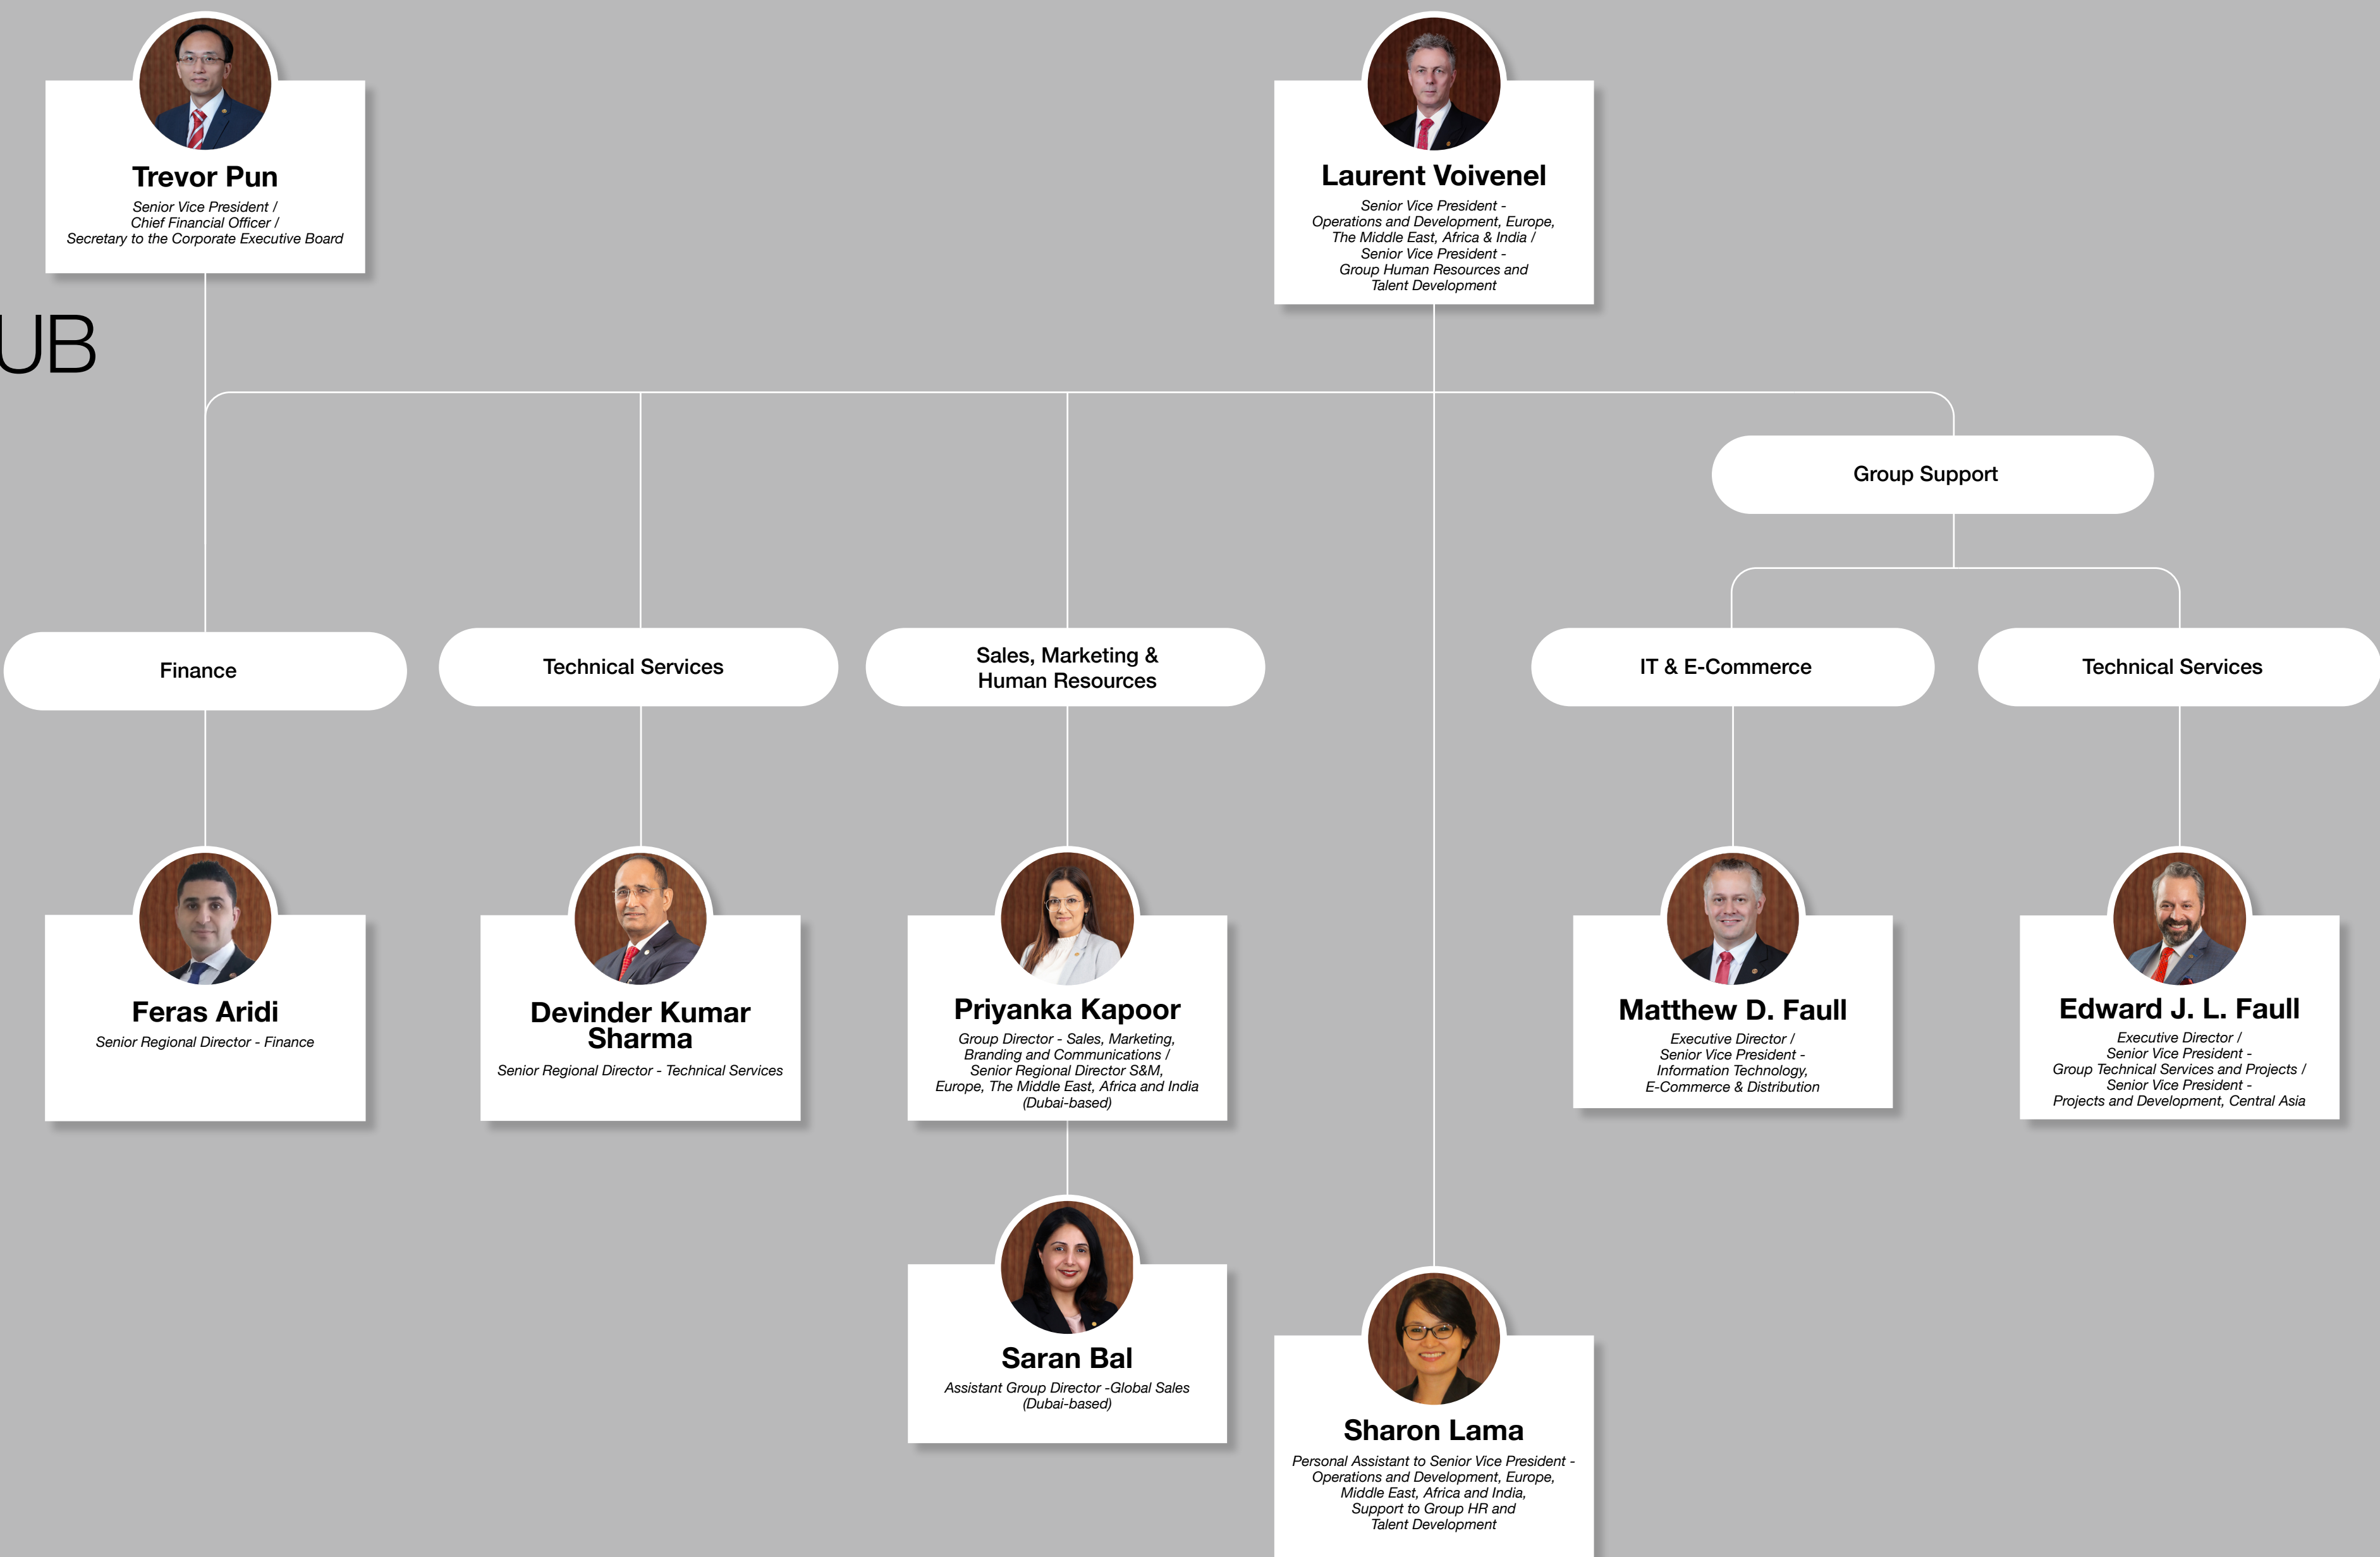 Trevor Pun
Senior Vice President /
Chief Financial Officer /
Secretary to the Corporate Executive Board
Laurent Voivenel
Senior Vice President -
Operations and Development, Europe,
The Middle East, Africa & India /
Senior Vice President -
Group Human Resources and
Talent Development
UB
Group Support
Finance
Technical Services
Sales, Marketing &
Human Resources
IT & E-Commerce
Technical Services
Feras Aridi
Senior Regional Director - Finance
Devinder Kumar
Sharma
Senior Regional Director - Technical Services
Priyanka Kapoor
Group Director - Sales, Marketing,
Branding and Communications /
Senior Regional Director S&M,
Europe, The Middle East, Africa and India
(Dubai-based)
Matthew D. Faull
Executive Director /
Senior Vice President -
Information Technology,
E-Commerce & Distribution
Edward J. L. Faull
Executive Director /
Senior Vice President -
Group Technical Services and Projects /
Senior Vice President -
Projects and Development, Central Asia
Saran Bal
Assistant Group Director -Global Sales
(Dubai-based)
Sharon Lama
Personal Assistant to Senior Vice President -
Operations and Development, Europe,
Middle East, Africa and India,
Support to Group HR and
Talent Development